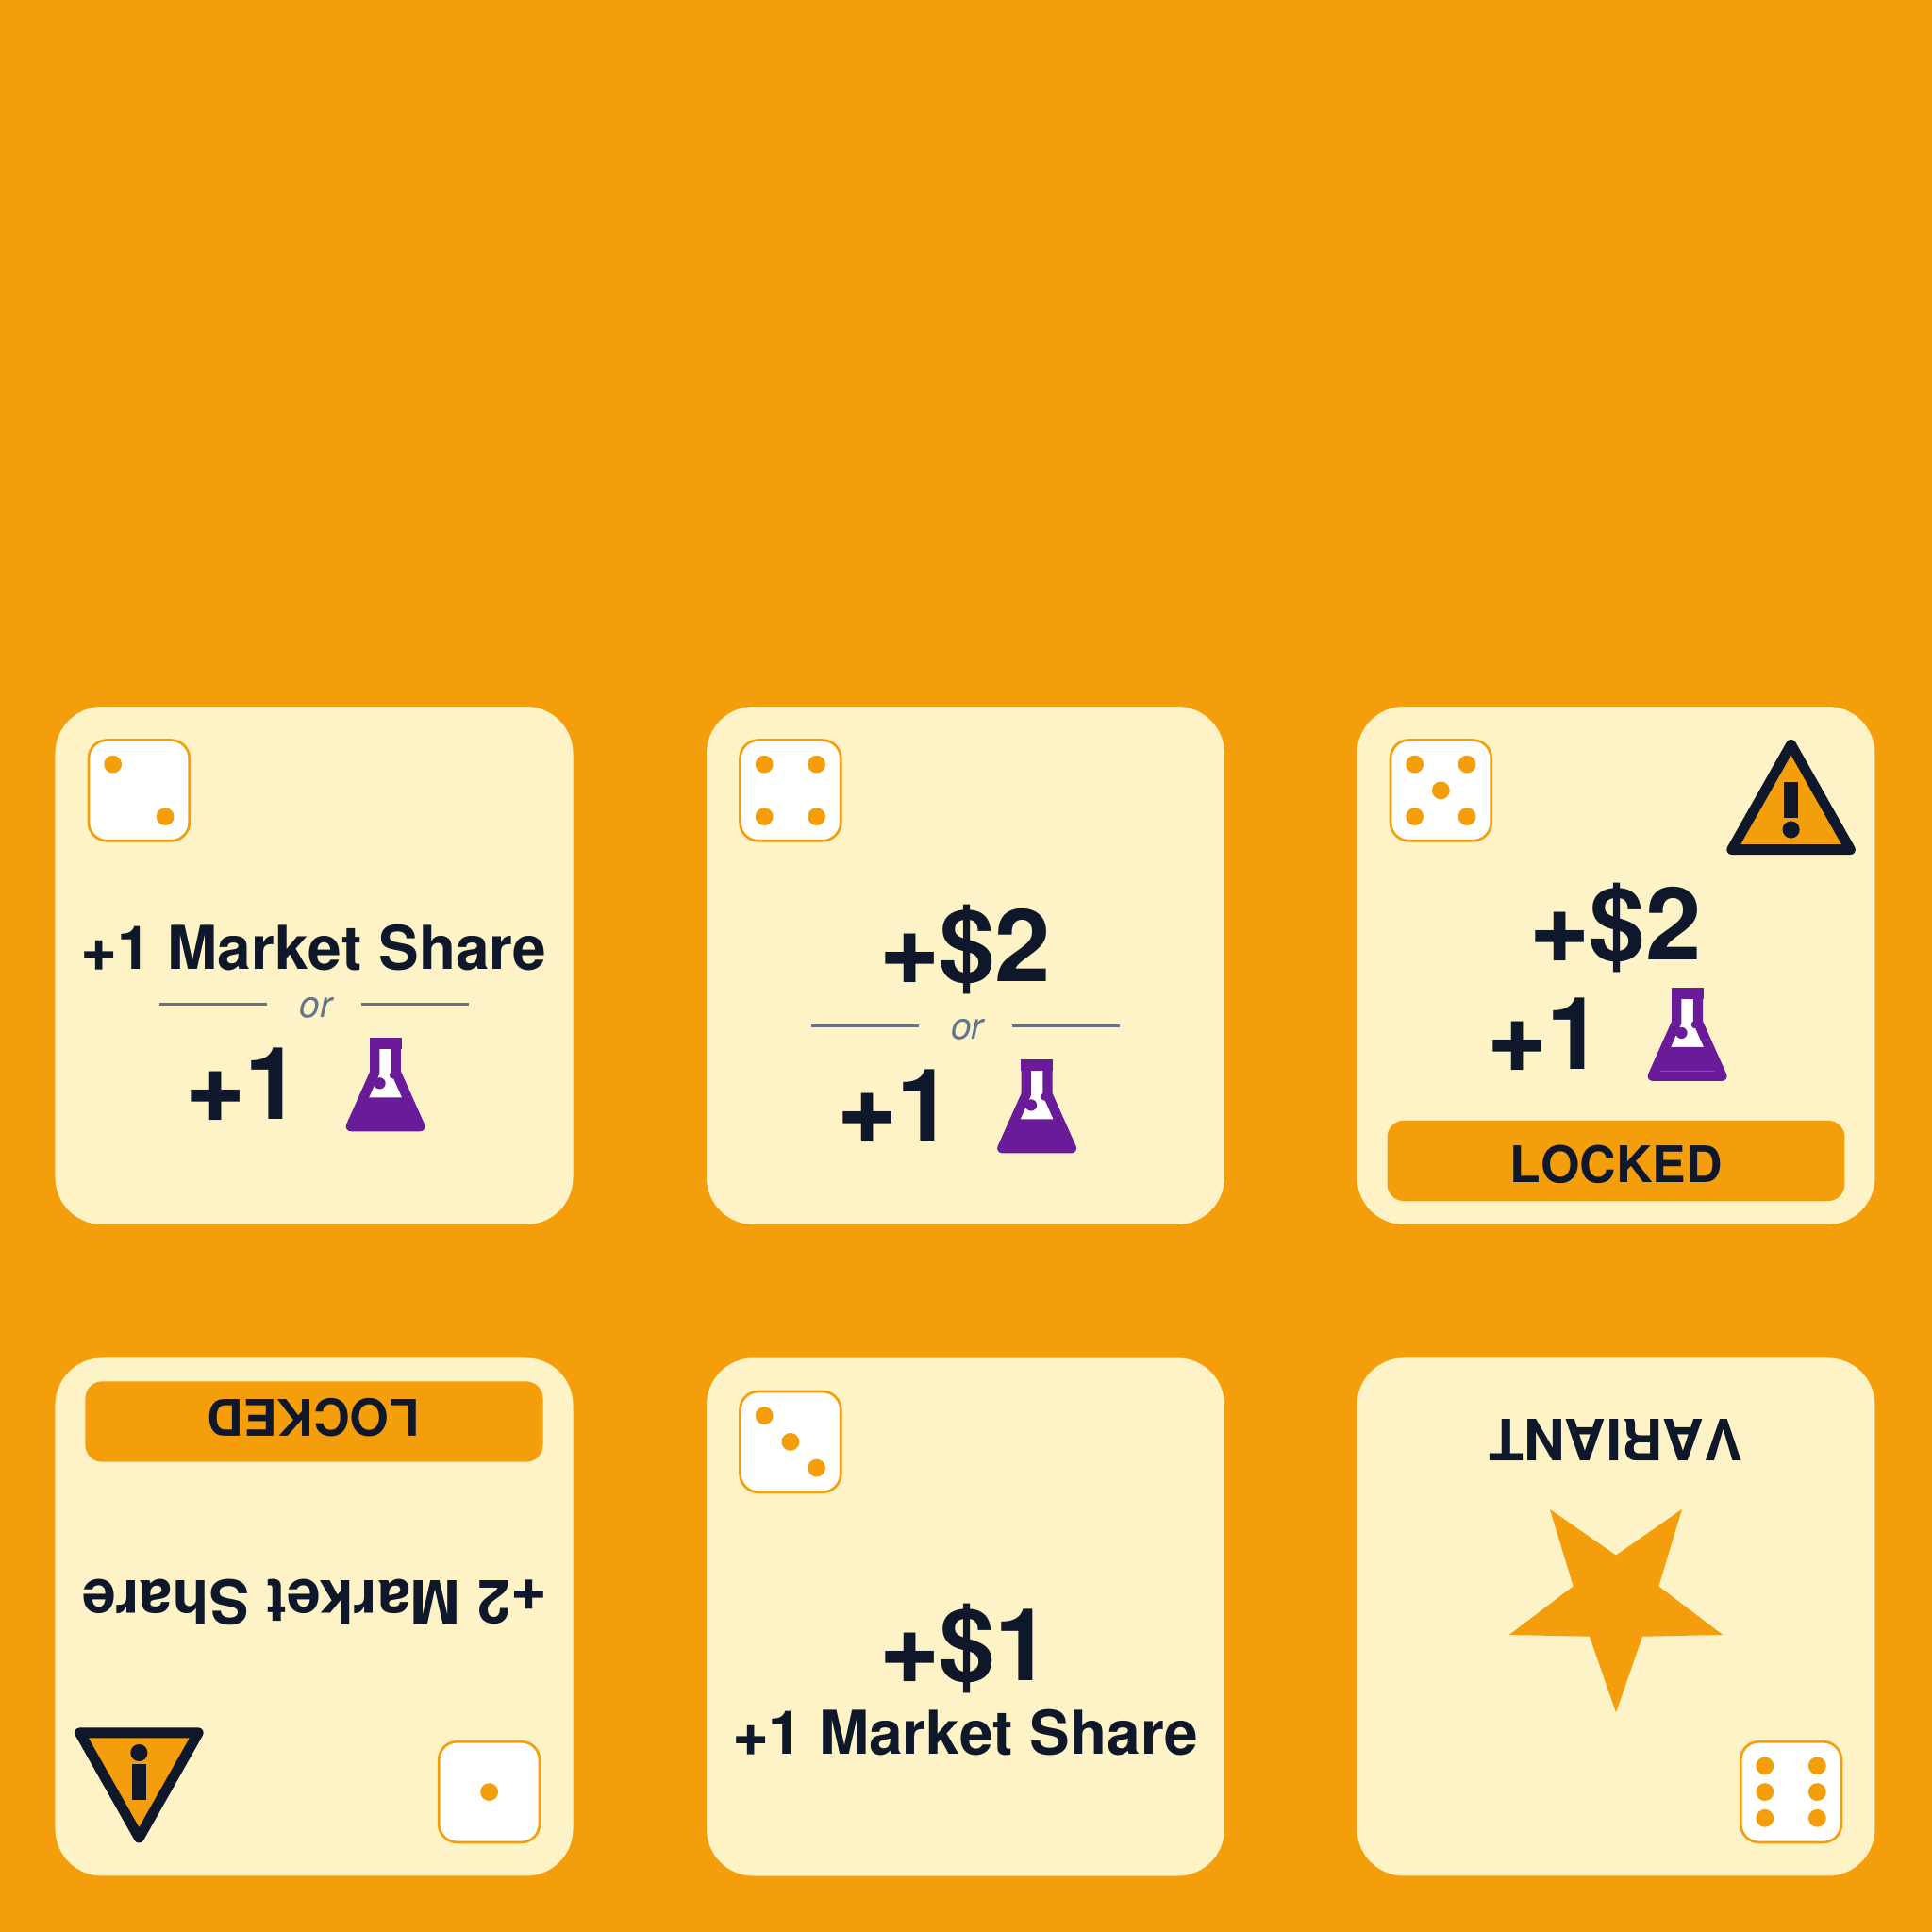 +1 Market Share
or
+1
+$2
or
+1
+$2
+1
LOCKED
LOCKED
+2 Market Share
+$1
+1 Market Share
VARIANT